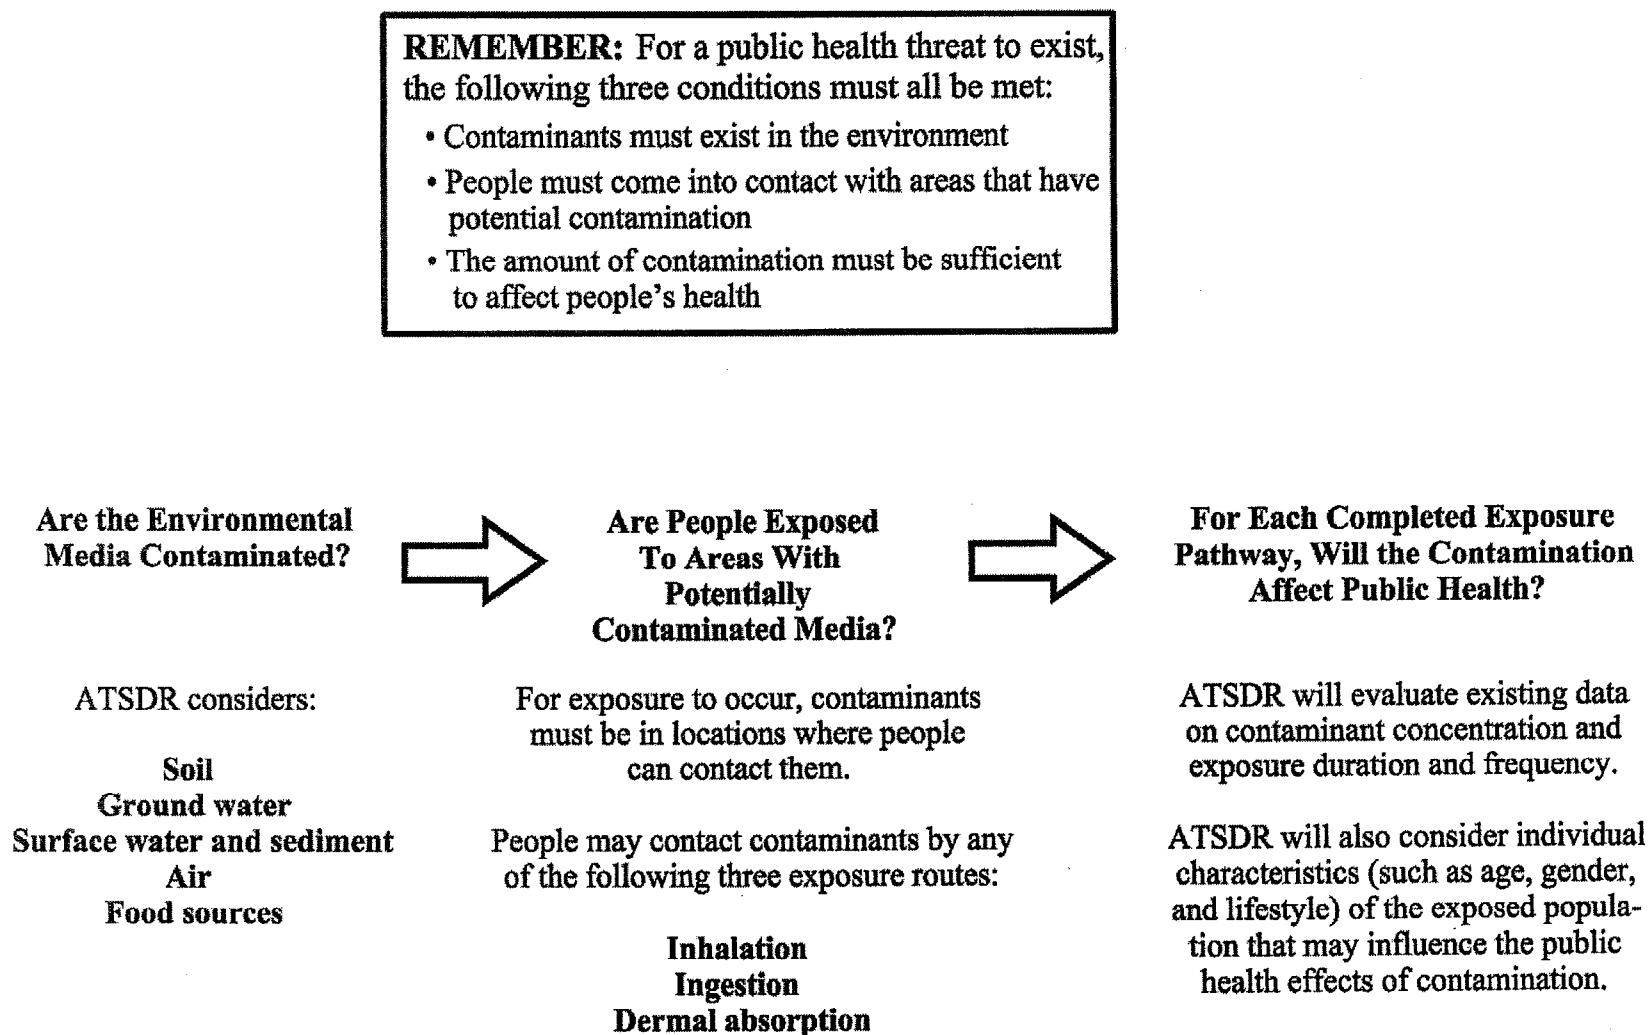 REMEMBER: For a public health threat to exist,
the following three conditions must all be met:
• Contaminants must exist in the environment
• People must come into contact with areas that have
potential contamination
• The amount of contamination must be sufficient
to affect people's health
Are the Environmental
Media Contaminated?
ATSDR considers:
Soil
Ground water
Surface water and sediment
Air
Food sources
Are People Exposed
To Areas With
Potentially
Contaminated Media?
For exposure to occur, contaminants
must be in locations where people
can contact them.
People may contact contaminants by any
of the following three exposure routes:
Inhalation
Ingestion
Dermal absorption
For Each Completed Exposure
Pathway, Will the Contamination
Affect Public Health?
ATSDR will evaluate existing data
on contaminant concentration and
exposure duration and frequency.
ATSDR will also consider individual
characteristics (such as age, gender,
and lifestyle) of the exposed popula-
tion that may influence the public
health effects of contamination.